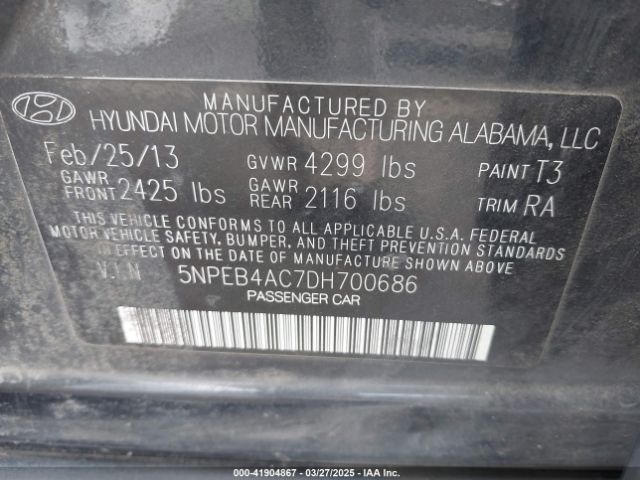 MANUFACTURED BY
HYUNDAI MOTOR MANUFACTURING ALABAMA, LLC
Feb/25/13 GVWR 4299 lbs PAINT T3
GAWR FRONT 2425 lbs GAWR REAR 2116 lbs TRIM RA
THIS VEHICLE CONFORMS TO ALL APPLICABLE U.S.A. FEDERAL
MOTOR VEHICLE SAFETY, BUMPER, AND THEFT PREVENTION STANDARDS
IN EFFECT ON THE DATE OF MANUFACTURE SHOWN ABOVE
V.I.N 5NPEB4AC7DH700686
PASSENGER CAR
000-41904867 • 03/27/2025 • IAA, Inc.